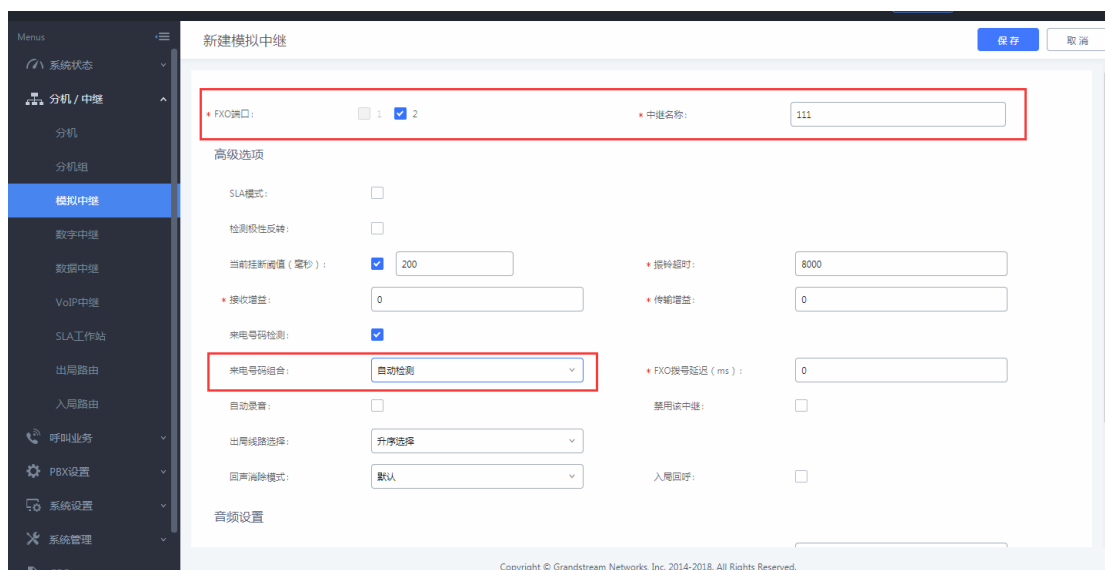 Menus
新建模拟中继
保存
取消
系统状态
分机 / 中继
分机
分机组
模拟中继
数字中继
数据中继
VoIP中继
SLA工作站
出局路由
入局路由
呼叫业务
PBX设置
系统设置
系统管理
* FXO端口:
1
2
* 中继名称:
111
高级选项
SLA模式:
检测极性反转:
当前挂断阈值(毫秒):
200
* 振铃超时:
8000
* 接收增益:
0
* 传输增益:
0
来电号码检测:
来电号码组合:
自动检测
* FXO拨号延迟(ms):
0
自动录音:
禁用该中继:
出局线路选择:
升序选择
回声消除模式:
默认
入局回呼:
音频设置
Copyright © Grandstream Networks, Inc. 2014-2018. All Rights Reserved.